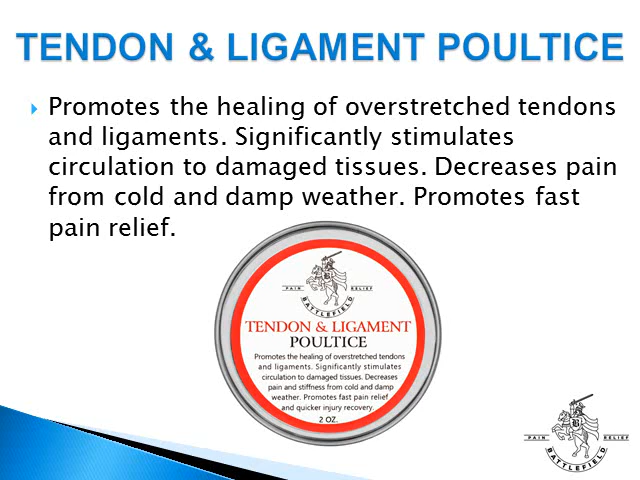 TENDON & LIGAMENT POULTICE
Promotes the healing of overstretched tendons
and ligaments. Significantly stimulates
circulation to damaged tissues. Decreases pain
from cold and damp weather. Promotes fast
pain relief.
PAIN RELIEF
BATTLEFIELD
TENDON & LIGAMENT
POULTICE
Promotes the healing of overstretched tendons
and ligaments. Significantly stimulates
circulation to damaged tissues. Decreases
pain and stiffness from cold and damp
weather. Promotes fast pain relief
and quicker injury recovery.
2 OZ.
B
PAIN RELIEF
BATTLEFIELD